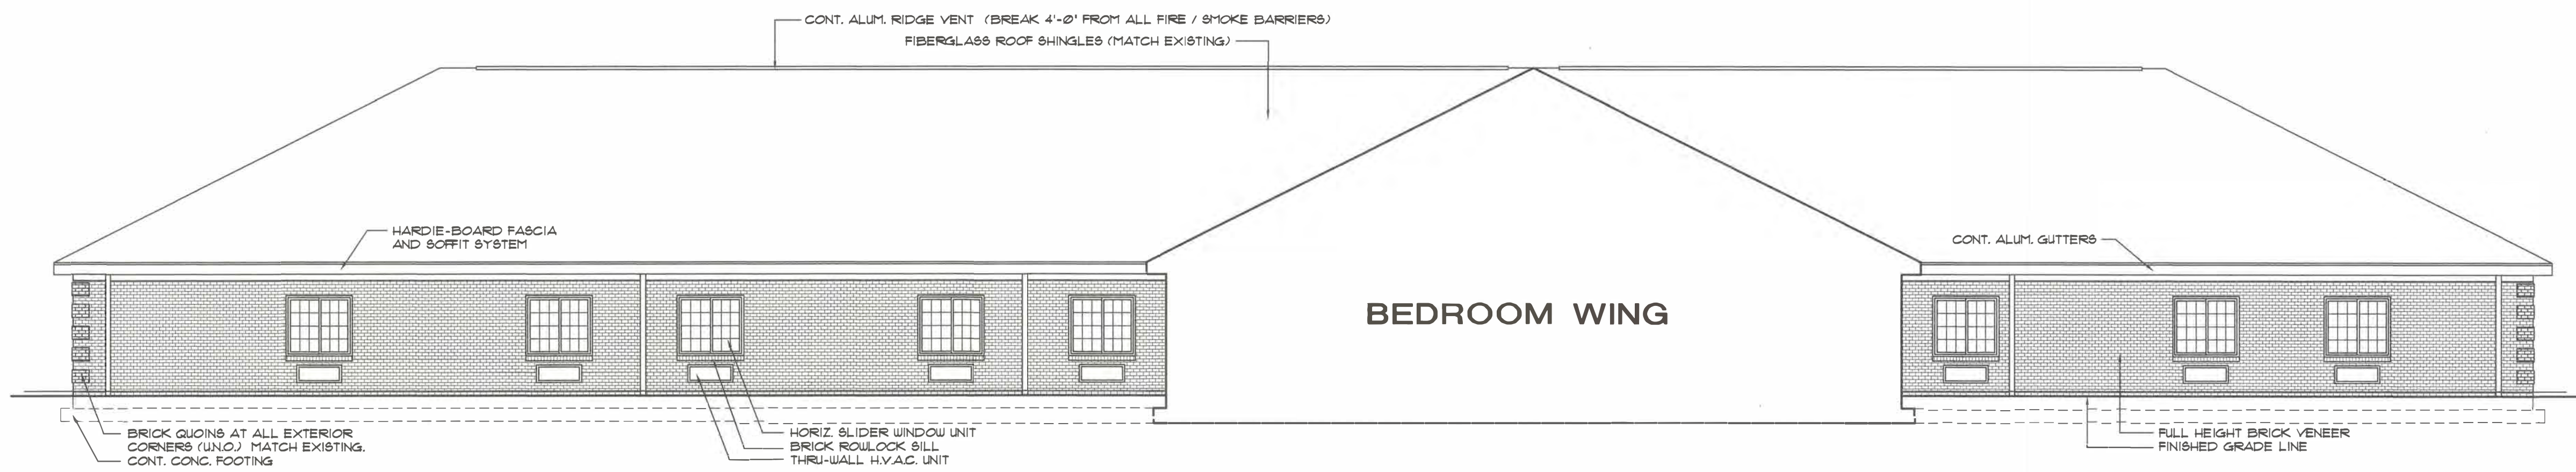 CONT. ALUM. RIDGE VENT (BREAK 4'-0" FROM ALL FIRE / SMOKE BARRIERS)
FIBERGLASS ROOF SHINGLES (MATCH EXISTING)
HARDIE-BOARD FASCIA
AND SOFFIT SYSTEM
CONT. ALUM. GUTTERS
BEDROOM WING
BRICK QUOINS AT ALL EXTERIOR
CORNERS (U.N.O.) MATCH EXISTING.
CONT. CONC. FOOTING
HORIZ. SLIDER WINDOW UNIT
BRICK ROWLOCK SILL
THRU-WALL H.V.A.C. UNIT
FULL HEIGHT BRICK VENEER
FINISHED GRADE LINE